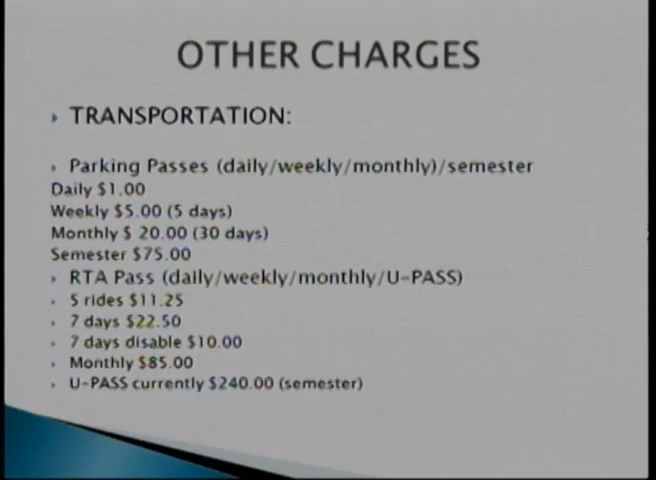 OTHER CHARGES
TRANSPORTATION:
Parking Passes (daily/weekly/monthly)/semester
Daily $1.00
Weekly $5.00 (5 days)
Monthly $ 20.00 (30 days)
Semester $75.00
RTA Pass (daily/weekly/monthly/U-PASS)
5 rides $11.25
7 days $22.50
7 days disable $10.00
Monthly $85.00
U-PASS currently $240.00 (semester)